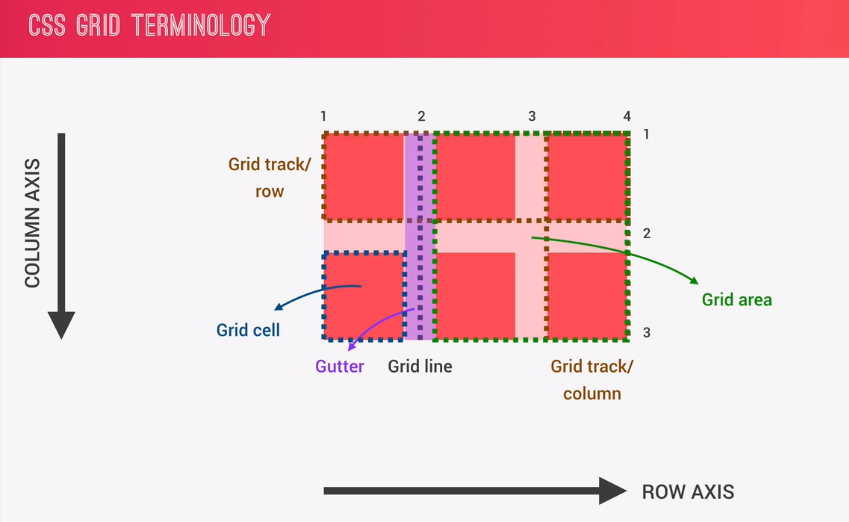 CSS GRID TERMINOLOGY
1 2 3 4
1
Grid track/
row
COLUMN AXIS
2
Grid area
Grid cell
3
Gutter
Grid line
Grid track/
column
ROW AXIS